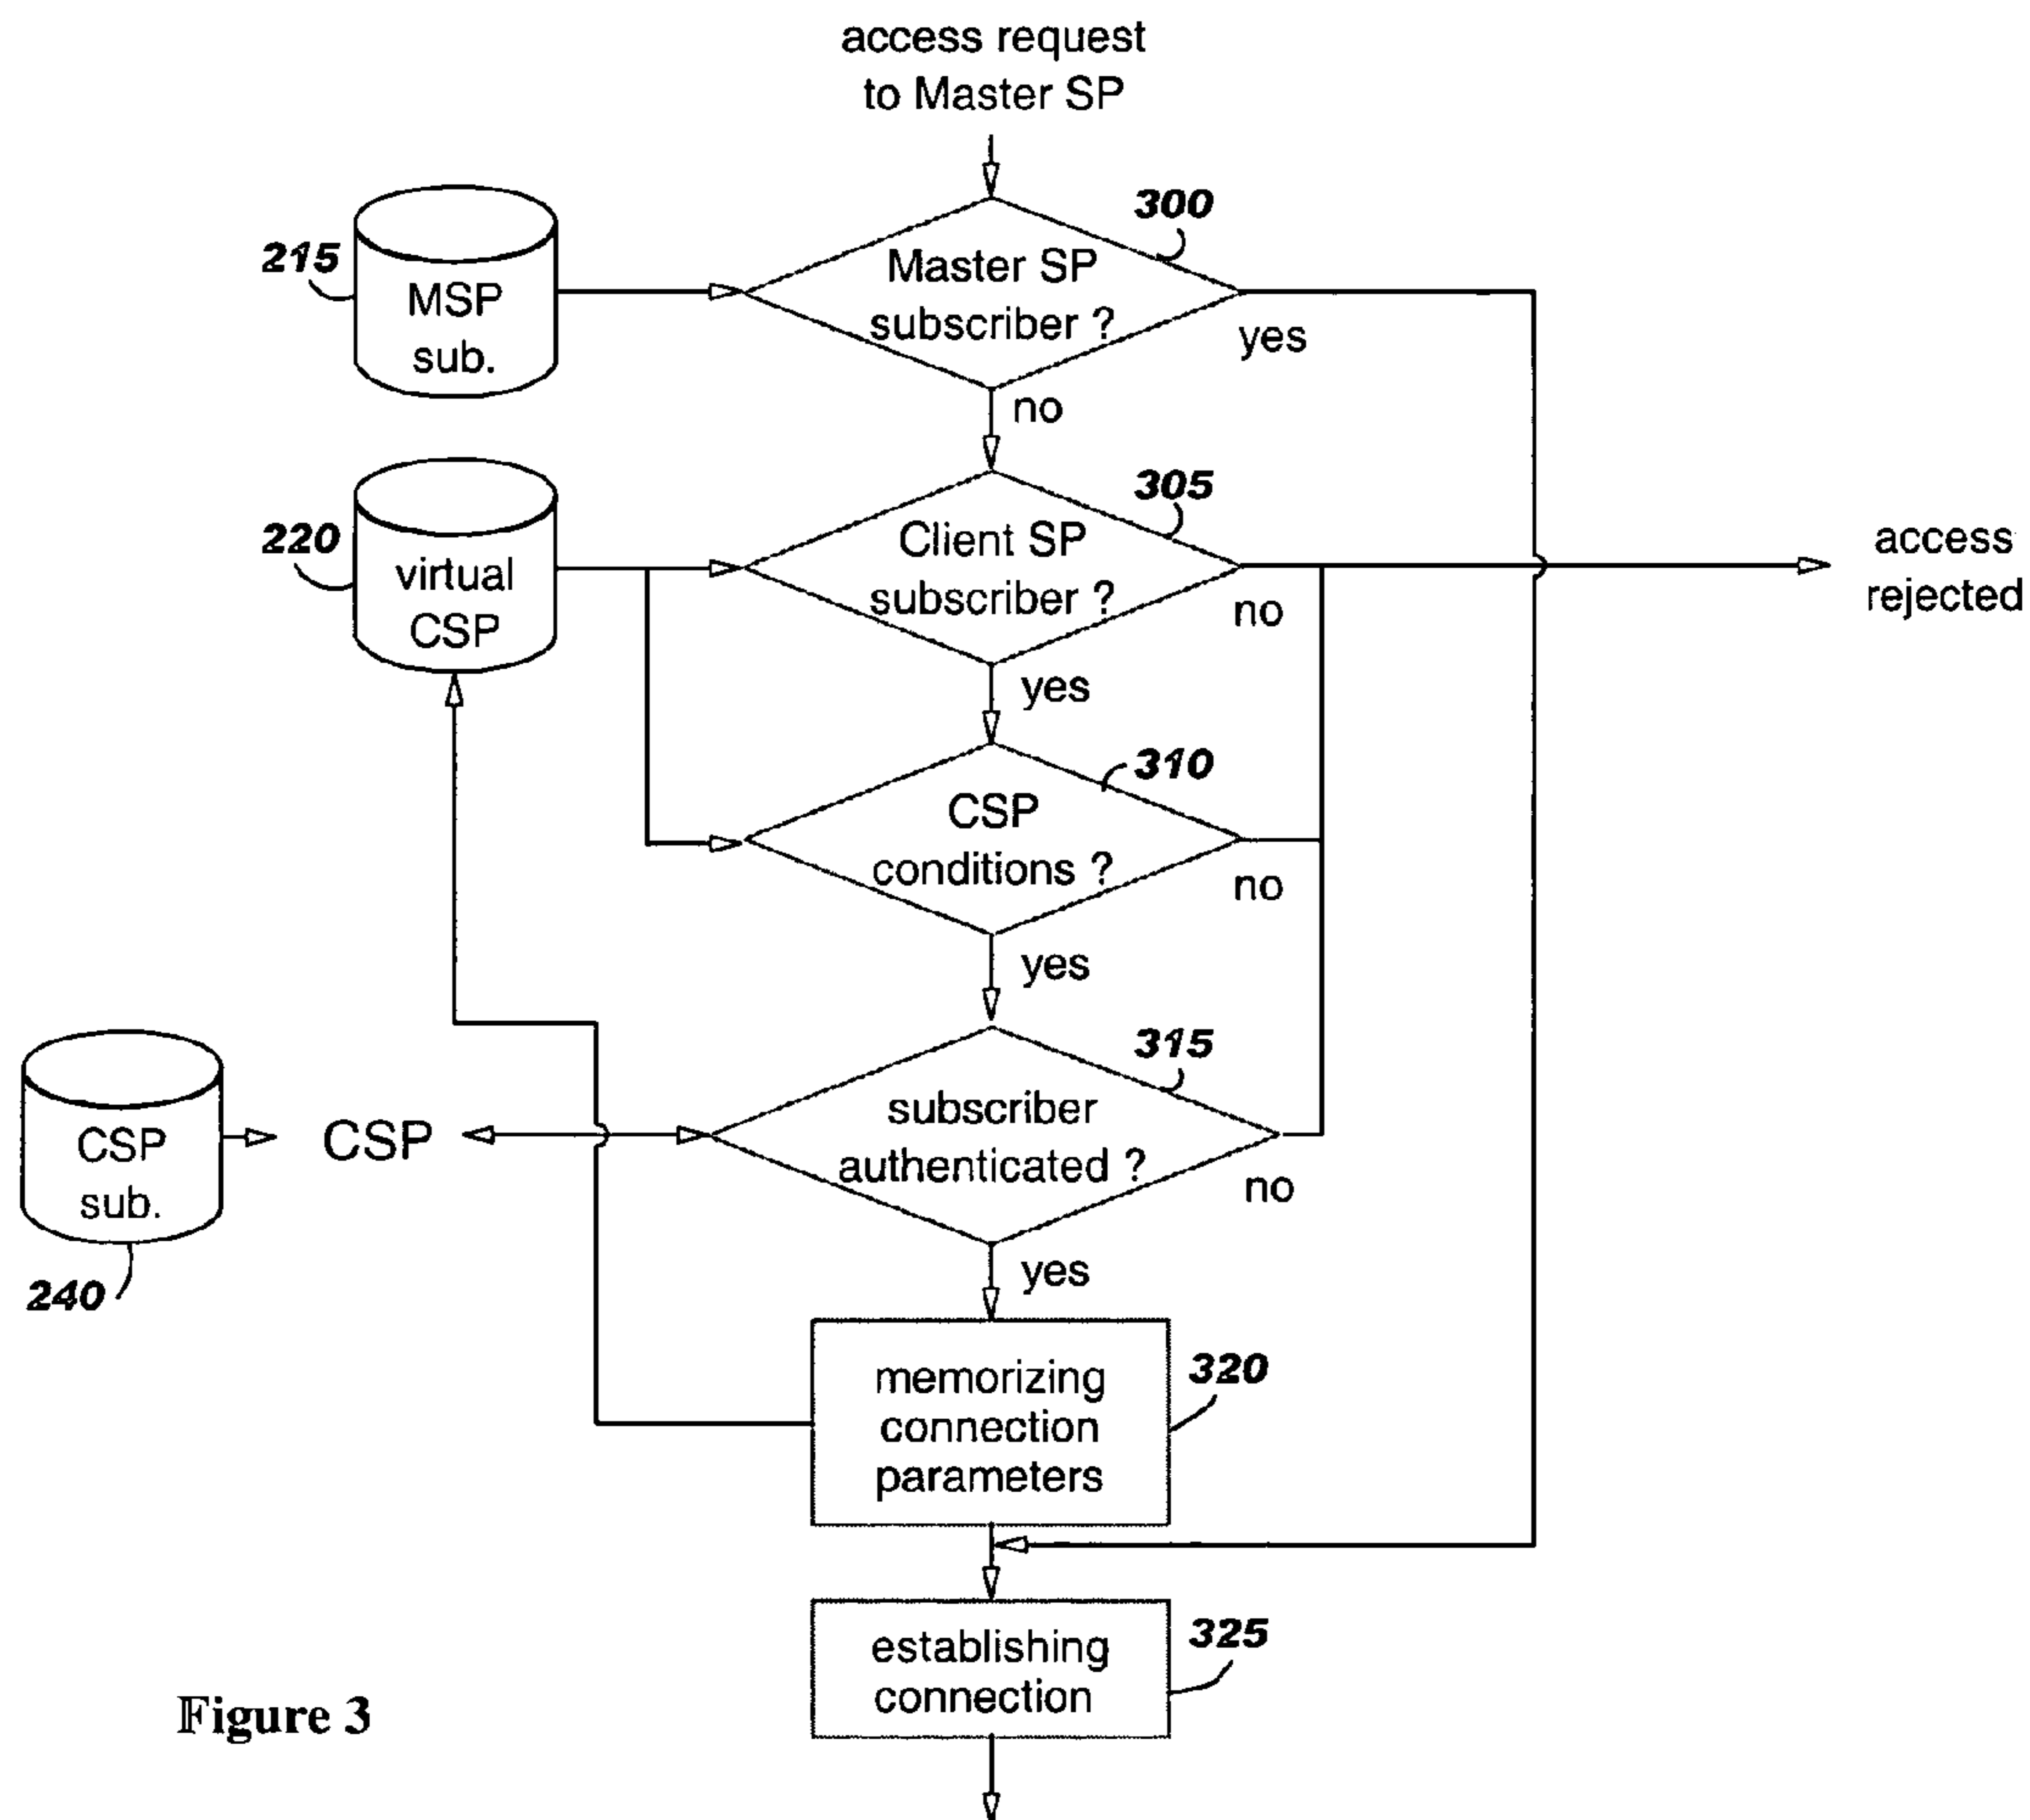 access request
to Master SP
300
215
MSP
sub.
Master SP
subscriber ?
yes
no
305
220
virtual
CSP
Client SP
subscriber ?
no
access
rejected
yes
310
CSP
conditions ?
no
yes
315
CSP
sub.
240
CSP
subscriber
authenticated ?
no
yes
memorizing
connection
parameters
320
establishing
connection
325
Figure 3